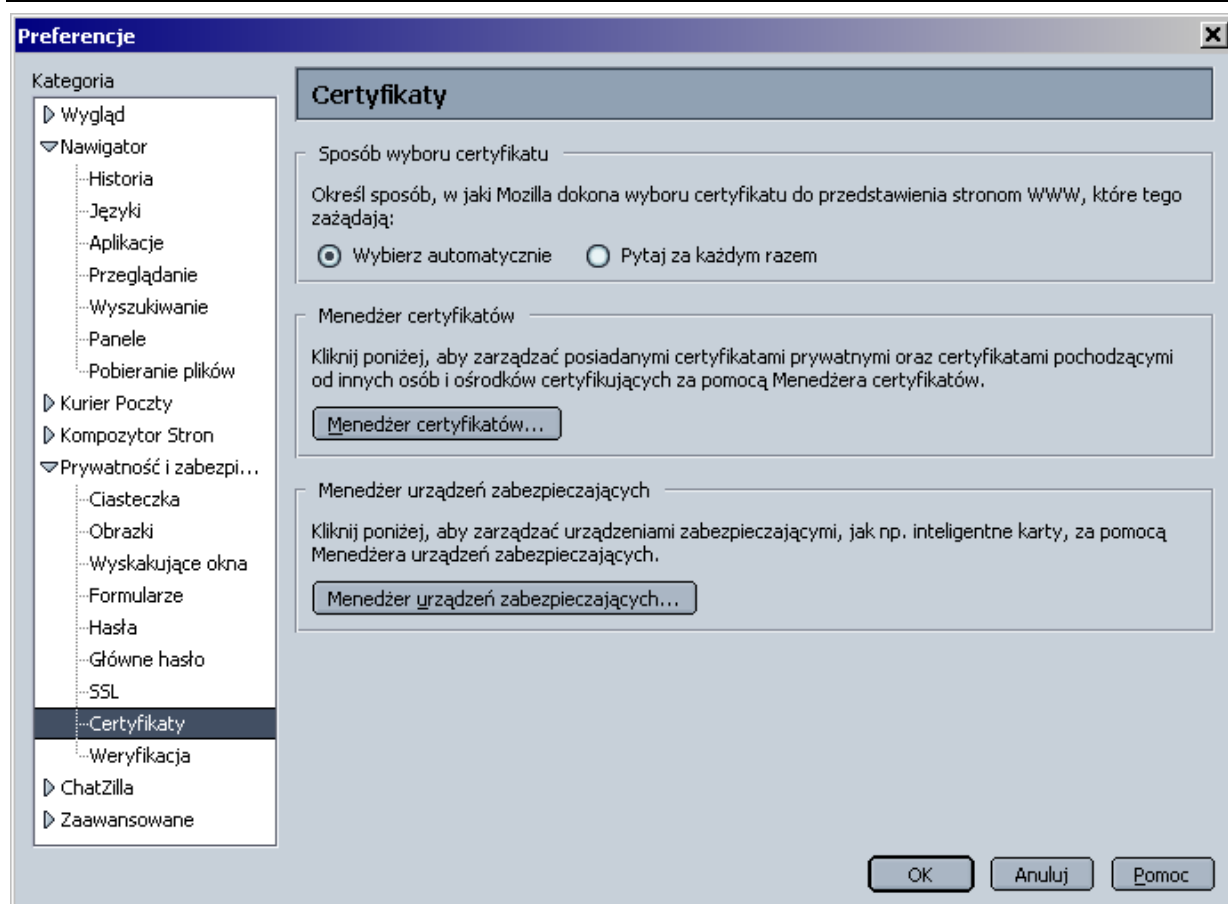 Preferencje
Kategoria
Wygląd
Nawigator
Historia
Języki
Aplikacje
Przeglądanie
Wyszukiwanie
Panele
Pobieranie plików
Kurier Poczty
Kompozytor Stron
Prywatność i zabezpi...
Ciasteczka
Obrazki
Wyskakujące okna
Formularze
Hasła
Główne hasło
SSL
Certyfikaty
Weryfikacja
ChatZilla
Zaawansowane
Certyfikaty
Sposób wyboru certyfikatu
Określ sposób, w jaki Mozilla dokona wyboru certyfikatu do przedstawienia stronom WWW, które tego
zażądają:
Wybierz automatycznie Pytaj za każdym razem
Menedżer certyfikatów
Kliknij poniżej, aby zarządzać posiadanymi certyfikatami prywatnymi oraz certyfikatami pochodzącymi
od innych osób i ośrodków certyfikujących za pomocą Menedżera certyfikatów.
Menedżer certyfikatów...
Menedżer urządzeń zabezpieczających
Kliknij poniżej, aby zarządzać urządzeniami zabezpieczającymi, jak np. inteligentne karty, za pomocą
Menedżera urządzeń zabezpieczających.
Menedżer urządzeń zabezpieczających...
OK Anuluj Pomoc